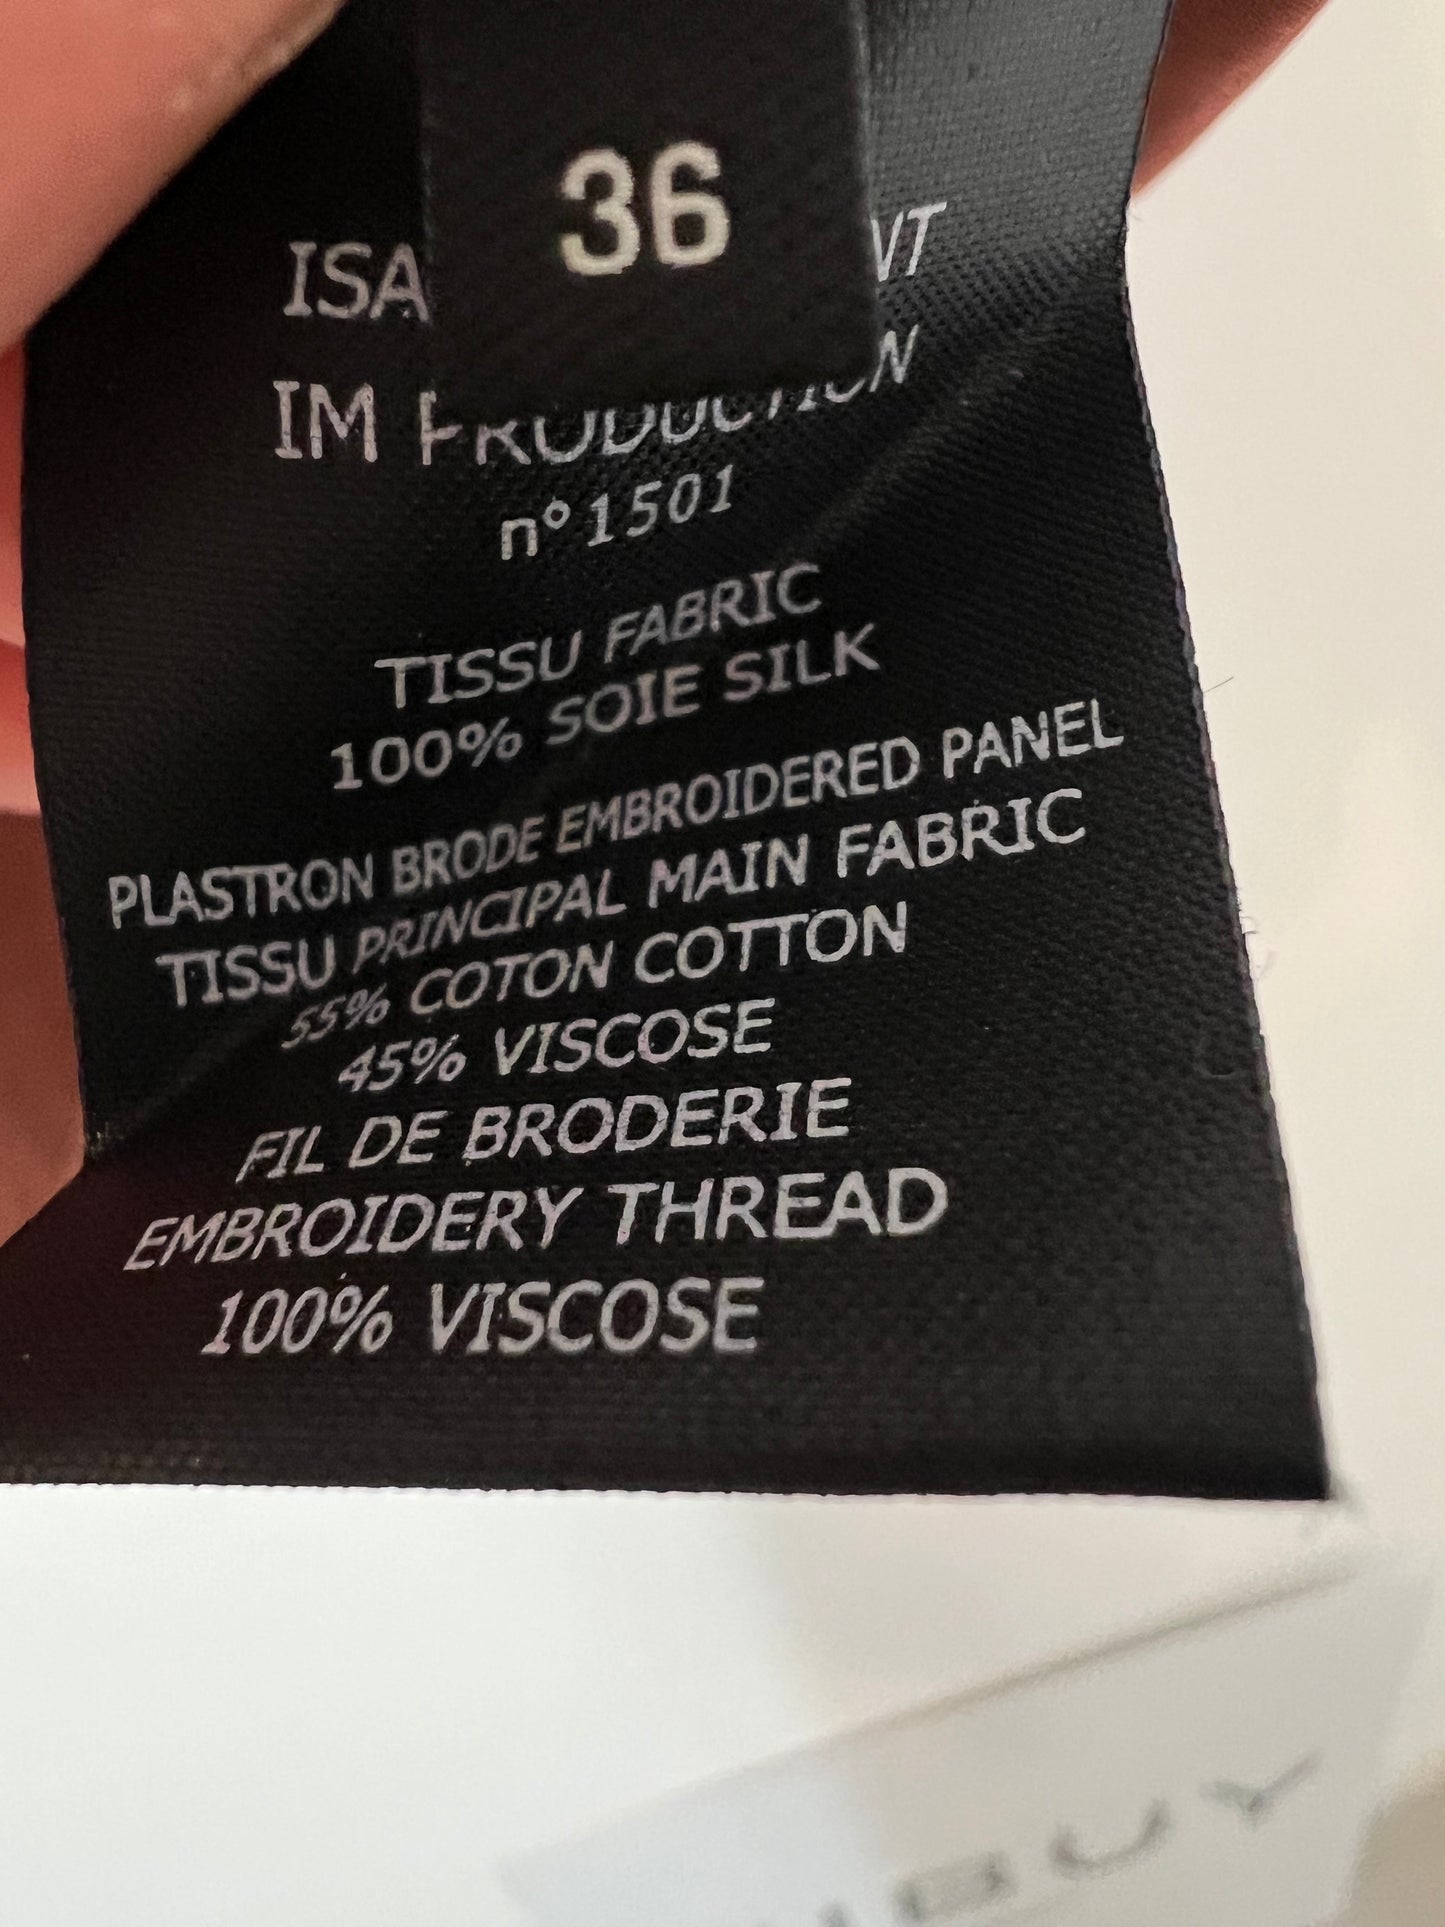 36
ISA
IM PRODUCTION
n° 1501
TISSU FABRIC
100% SOIE SILK
PLASTRON BRODE EMBROIDERED PANEL
TISSU PRINCIPAL MAIN FABRIC
55% COTON COTTON
45% VISCOSE
FIL DE BRODERIE
EMBROIDERY THREAD
100% VISCOSE